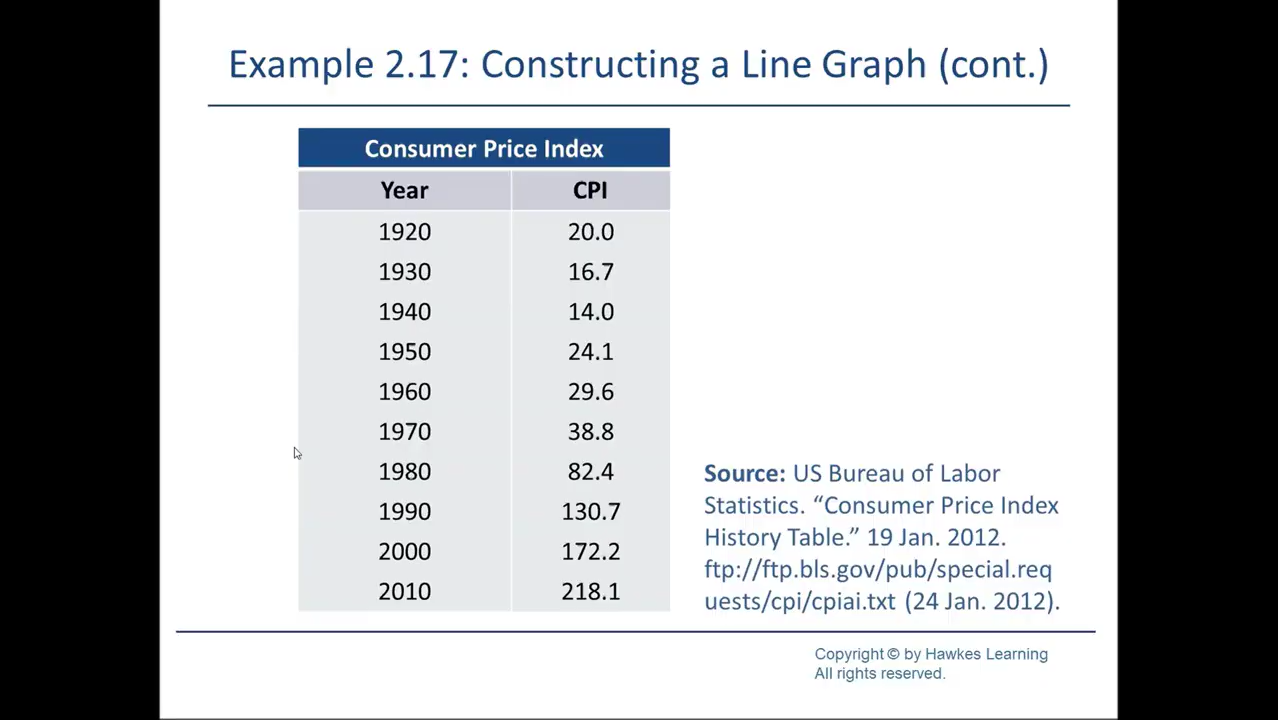 Example 2.17: Constructing a Line Graph (cont.)
Consumer Price Index
Year CPI
1920 20.0
1930 16.7
1940 14.0
1950 24.1
1960 29.6
1970 38.8
1980 82.4
1990 130.7
2000 172.2
2010 218.1
Source: US Bureau of Labor
Statistics. “Consumer Price Index
History Table.” 19 Jan. 2012.
ftp://ftp.bls.gov/pub/special.req
uests/cpi/cpiai.txt (24 Jan. 2012).
Copyright © by Hawkes Learning
All rights reserved.